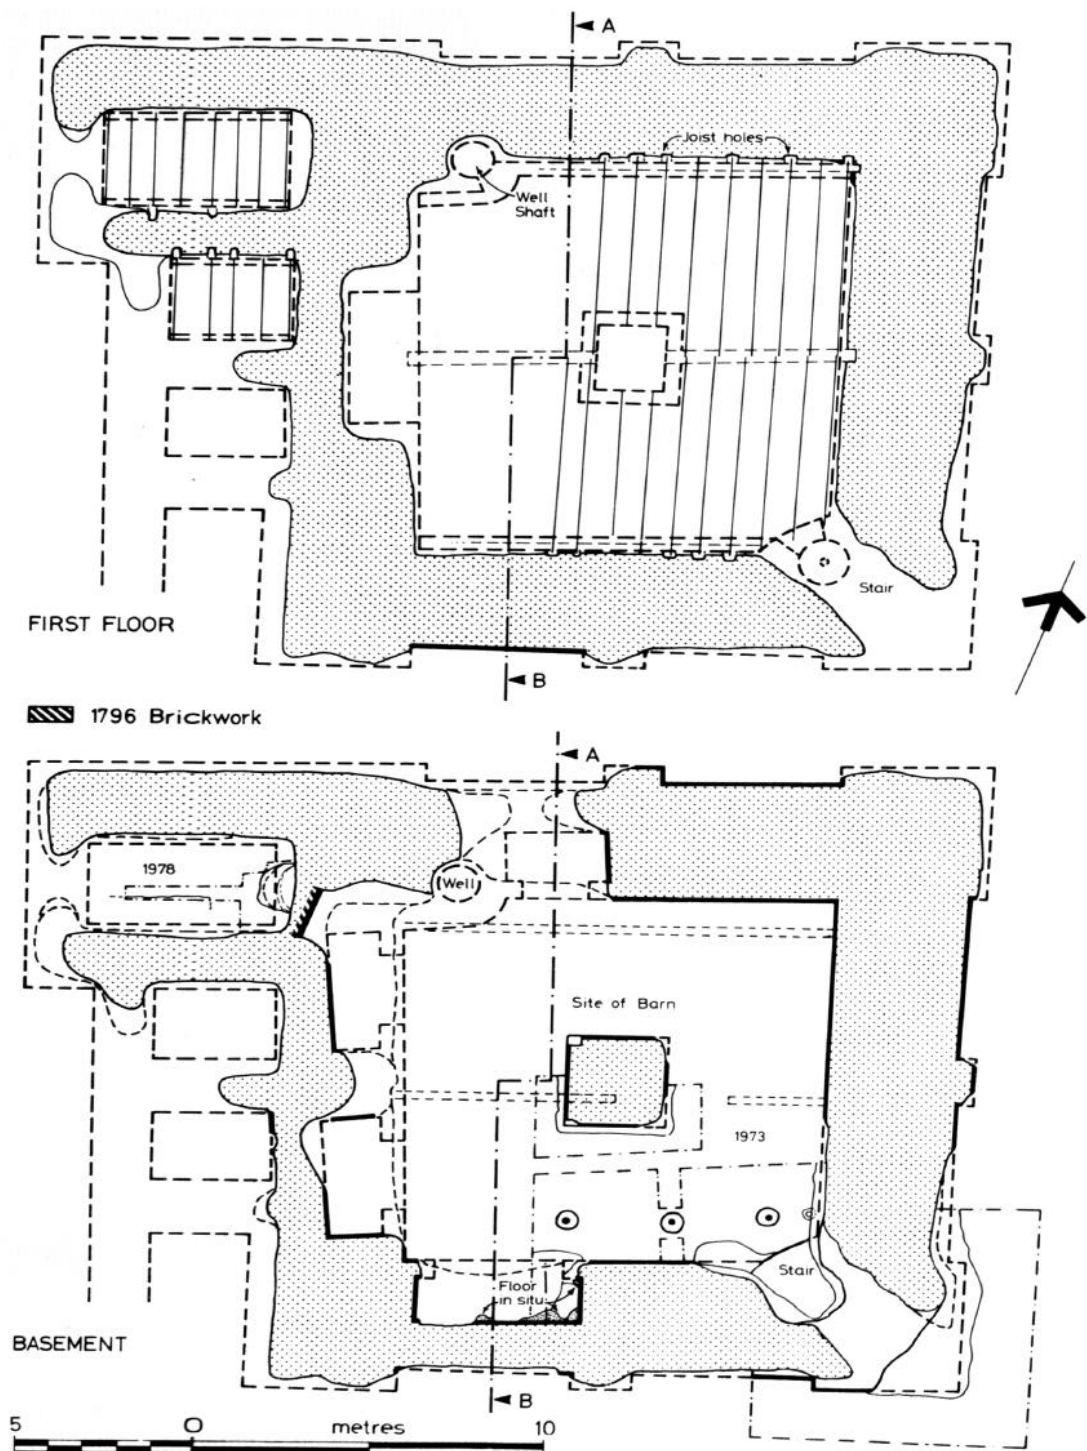 A
Joist holes
Well
Shaft
Stair
FIRST FLOOR
B
1796 Brickwork
A
1978
Well
Site of Barn
1973
Stair
Floor
in situ
BASEMENT
B
5 0 metres 10